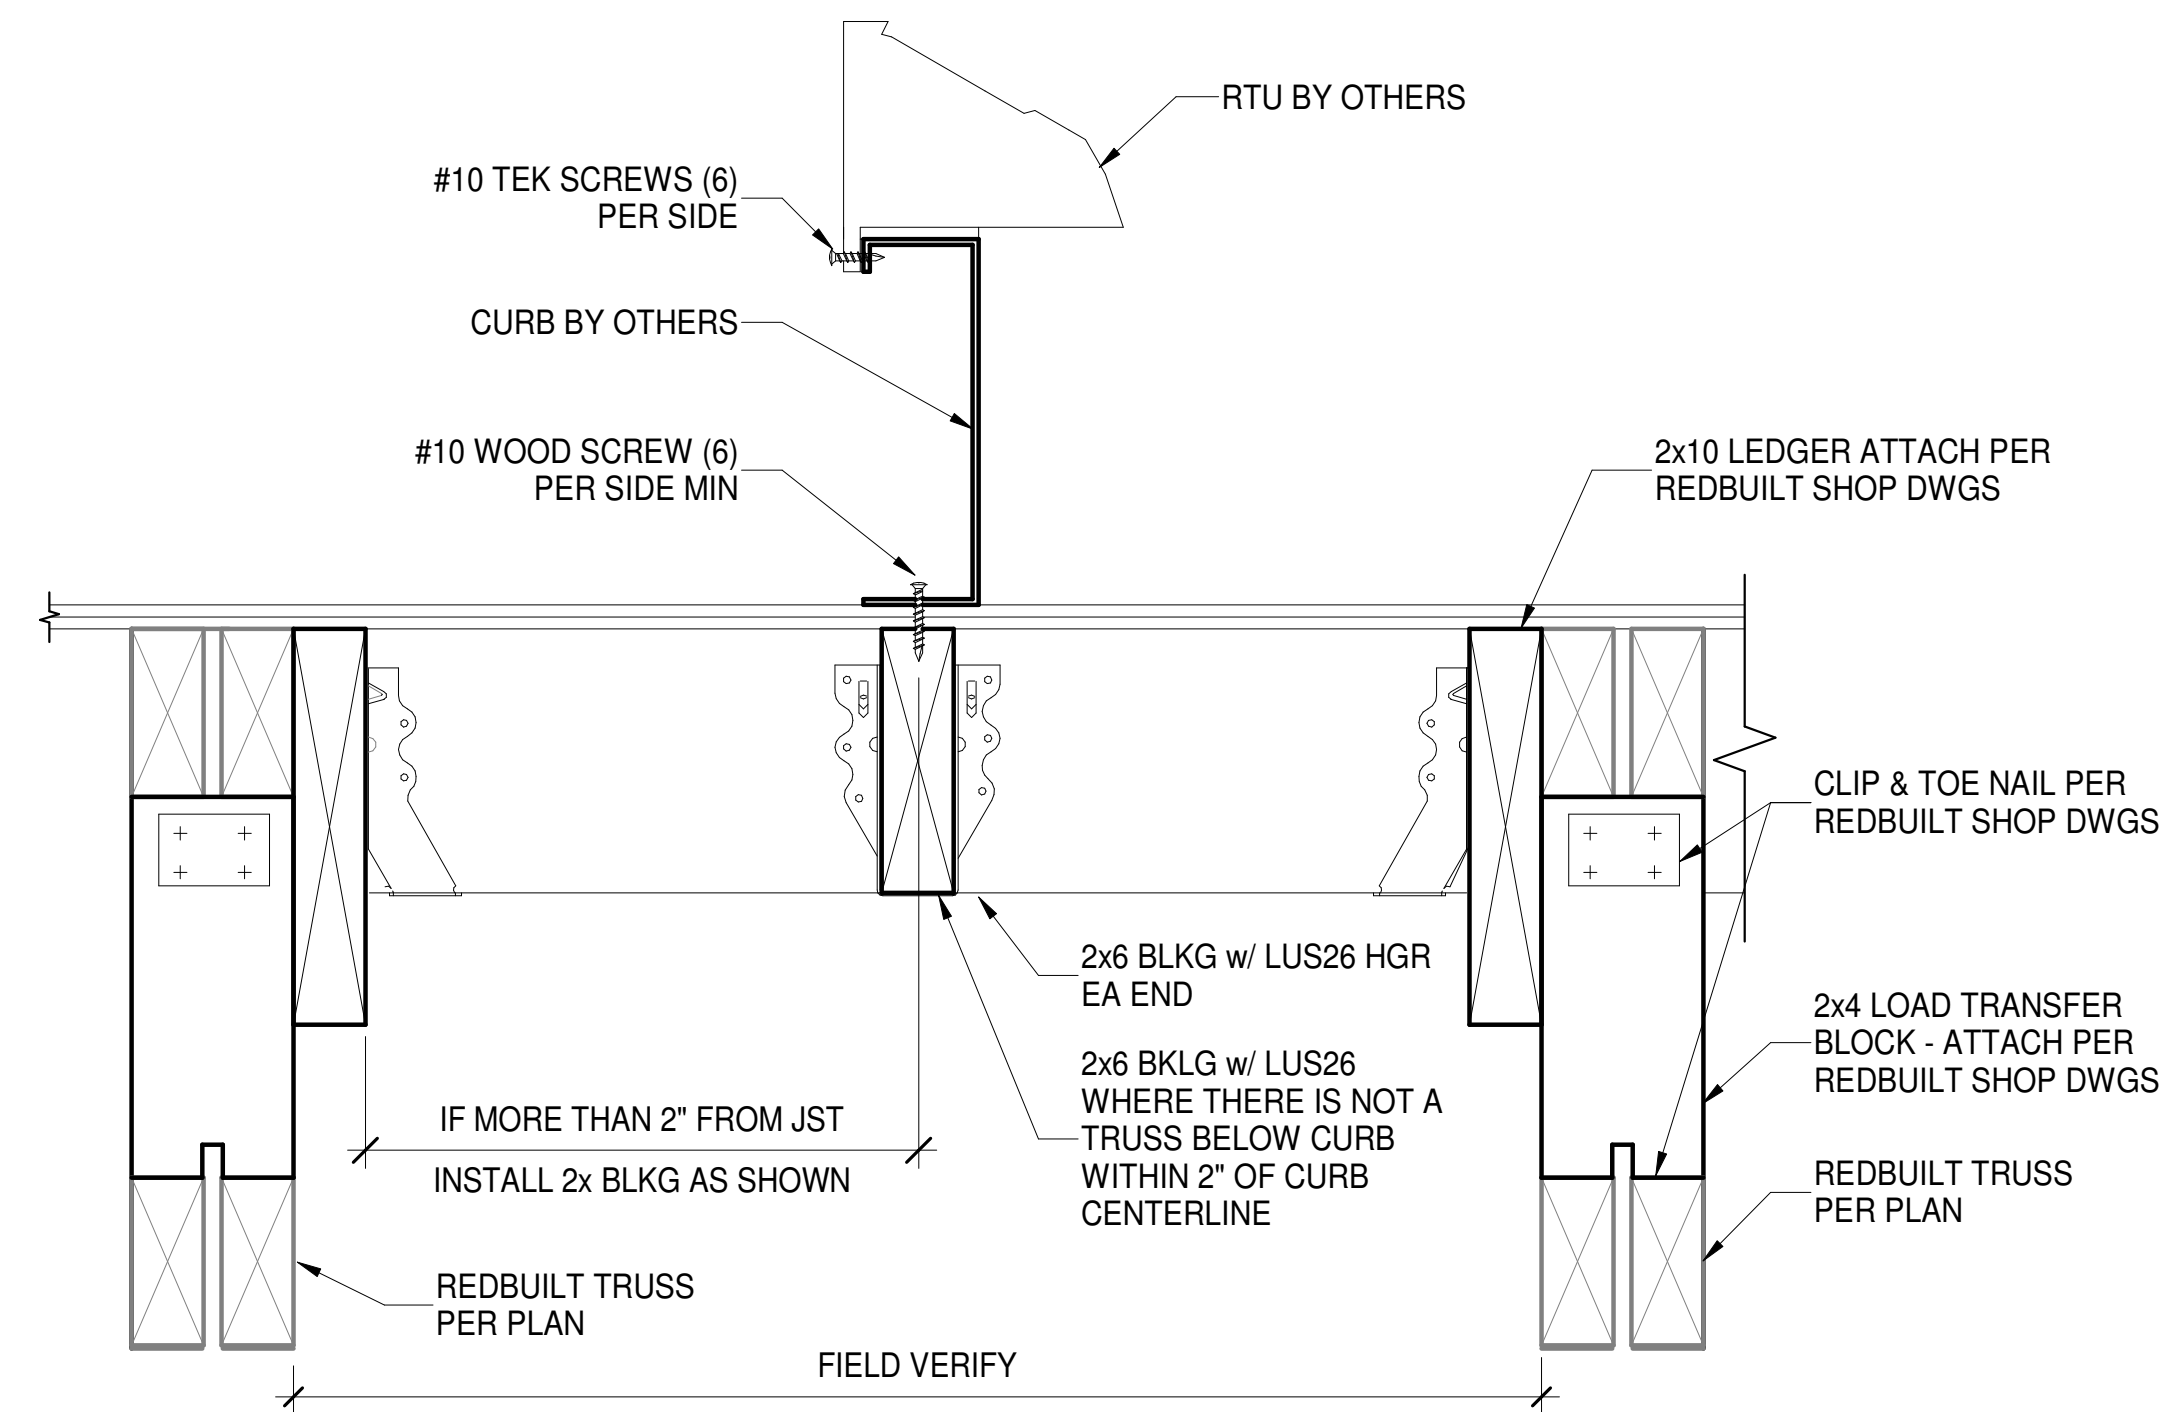 RTU BY OTHERS
#10 TEK SCREWS (6)
PER SIDE
CURB BY OTHERS
#10 WOOD SCREW (6)
PER SIDE MIN
2x10 LEDGER ATTACH PER
REDBUILT SHOP DWGS
CLIP & TOE NAIL PER
REDBUILT SHOP DWGS
2x6 BLKG w/ LUS26 HGR
EA END
2x4 LOAD TRANSFER
BLOCK - ATTACH PER
REDBUILT SHOP DWGS
2x6 BKLG w/ LUS26
WHERE THERE IS NOT A
TRUSS BELOW CURB
WITHIN 2" OF CURB
CENTERLINE
IF MORE THAN 2" FROM JST
INSTALL 2x BLKG AS SHOWN
REDBUILT TRUSS
PER PLAN
REDBUILT TRUSS
PER PLAN
FIELD VERIFY